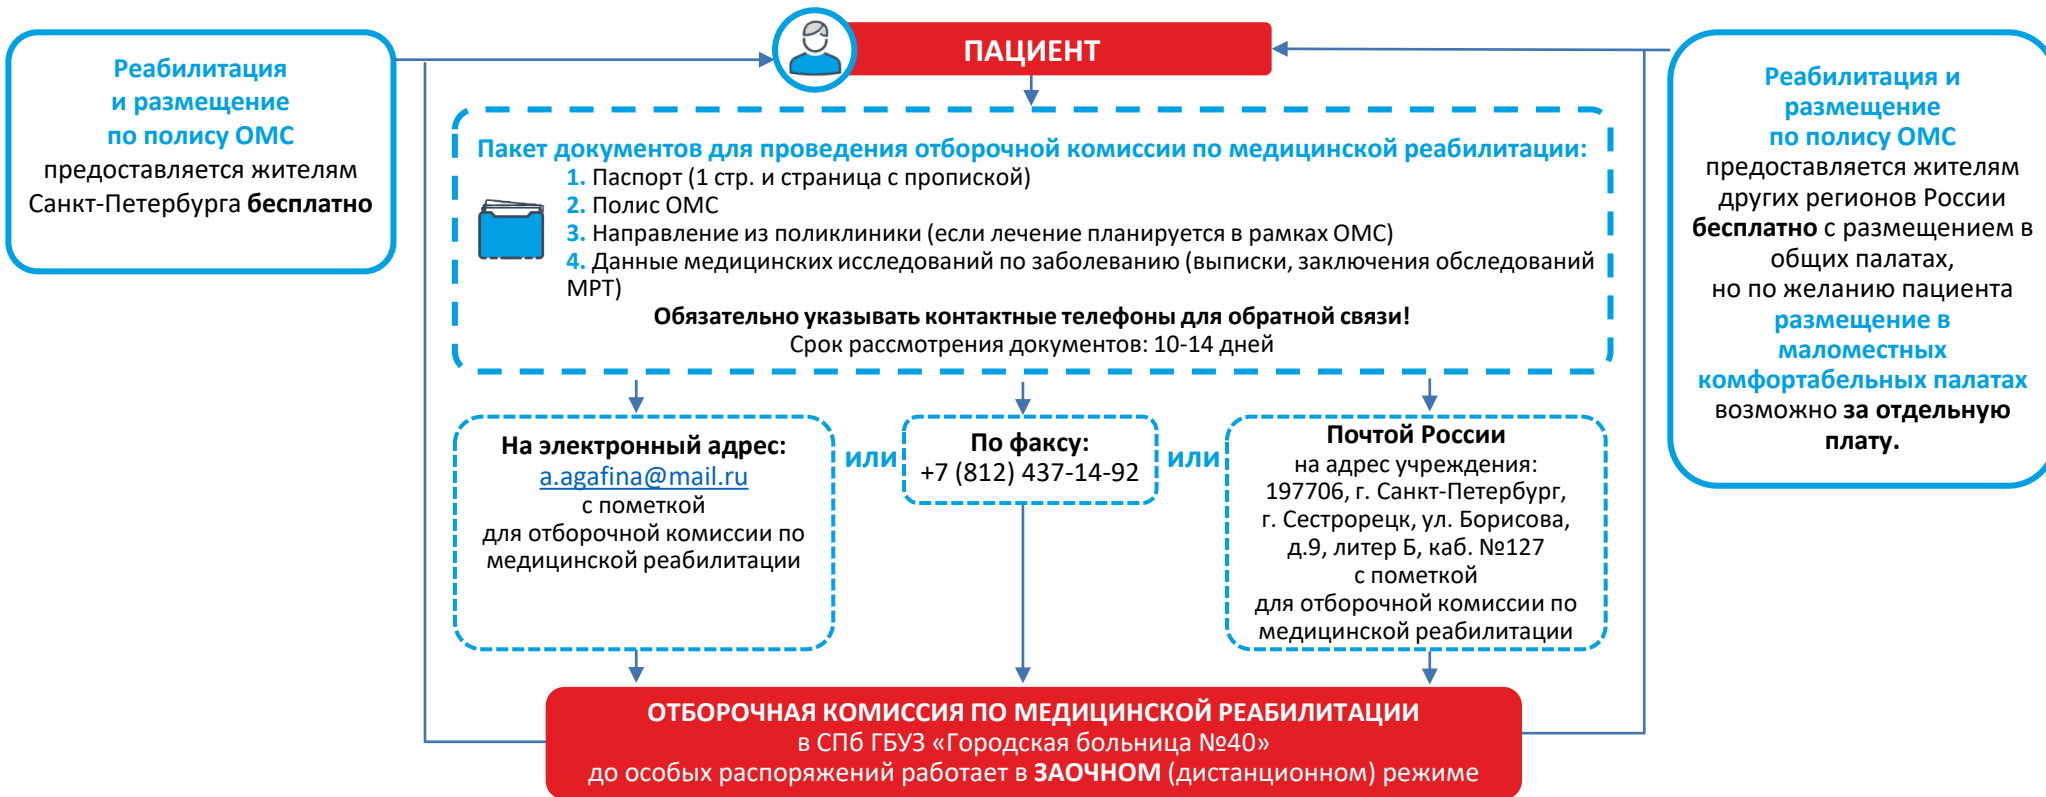 ПАЦИЕНТ
Реабилитация
и размещение
по полису ОМС
предоставляется жителям
Санкт-Петербурга бесплатно
Пакет документов для проведения отборочной комиссии по медицинской реабилитации:
1. Паспорт (1 стр. и страница с пропиской)
2. Полис ОМС
3. Направление из поликлиники (если лечение планируется в рамках ОМС)
4. Данные медицинских исследований по заболеванию (выписки, заключения обследований
МРТ)
Обязательно указывать контактные телефоны для обратной связи!
Срок рассмотрения документов: 10-14 дней
Реабилитация и
размещение
по полису ОМС
предоставляется жителям
других регионов России
бесплатно с размещением в
общих палатах,
но по желанию пациента
размещение в
маломестных
комфортабельных палатах
возможно за отдельную
плату.
На электронный адрес:
a.agafina@mail.ru
с пометкой
для отборочной комиссии по
медицинской реабилитации
или
По факсу:
+7 (812) 437-14-92
или
Почтой России
на адрес учреждения:
197706, г. Санкт-Петербург,
г. Сестрорецк, ул. Борисова,
д.9, литер Б, каб. №127
с пометкой
для отборочной комиссии по
медицинской реабилитации
ОТБОРОЧНАЯ КОМИССИЯ ПО МЕДИЦИНСКОЙ РЕАБИЛИТАЦИИ
в СПб ГБУЗ «Городская больница №40»
до особых распоряжений работает в ЗАОЧНОМ (дистанционном) режиме